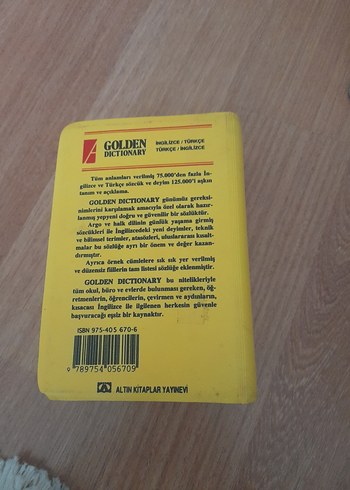 GOLDEN
DICTIONARY
İNGİLİZCE / TÜRKÇE
TÜRKÇE / İNGİLİZCE
Tüm anlamları verilmiş 75.000'den fazla İn-
gilizce ve Türkçe sözcük ve deyim 125.000'i aşkın
tanım ve açıklama.
GOLDEN DICTIONARY günümüz gereksi-
nimlerini karşılamak amacıyla özel olarak hazır-
lanmış yepyeni doğru ve güvenilir bir sözlüktür.
Argo ve halk dilinin günlük yaşama girmiş
sözcükleri ile İngilizcedeki yeni deyimler, teknik
ve bilimsel terimler, atasözleri, uluslararası kısalt-
malar bu sözlüğe ayrı bir önem ve değer kazan-
dırmıştır.
Ayrıca örnek cümlelere sık sık yer verilmiş
ve düzensiz fiillerin tam listesi sözlüğe eklenmiştir.
GOLDEN DICTIONARY bu nitelikleriyle
tüm okul, büro ve evlerde bulunması gereken, öğ-
retmenlerin, öğrencilerin, çevirmen ve aydınların,
kısacası İngilizce ile ilgilenen herkesin güvenle
başvuracağı eşsiz bir kaynaktır.
ISBN 975-405 670-6
9 789754 056709
ALTIN KİTAPLAR YAYINEVİ